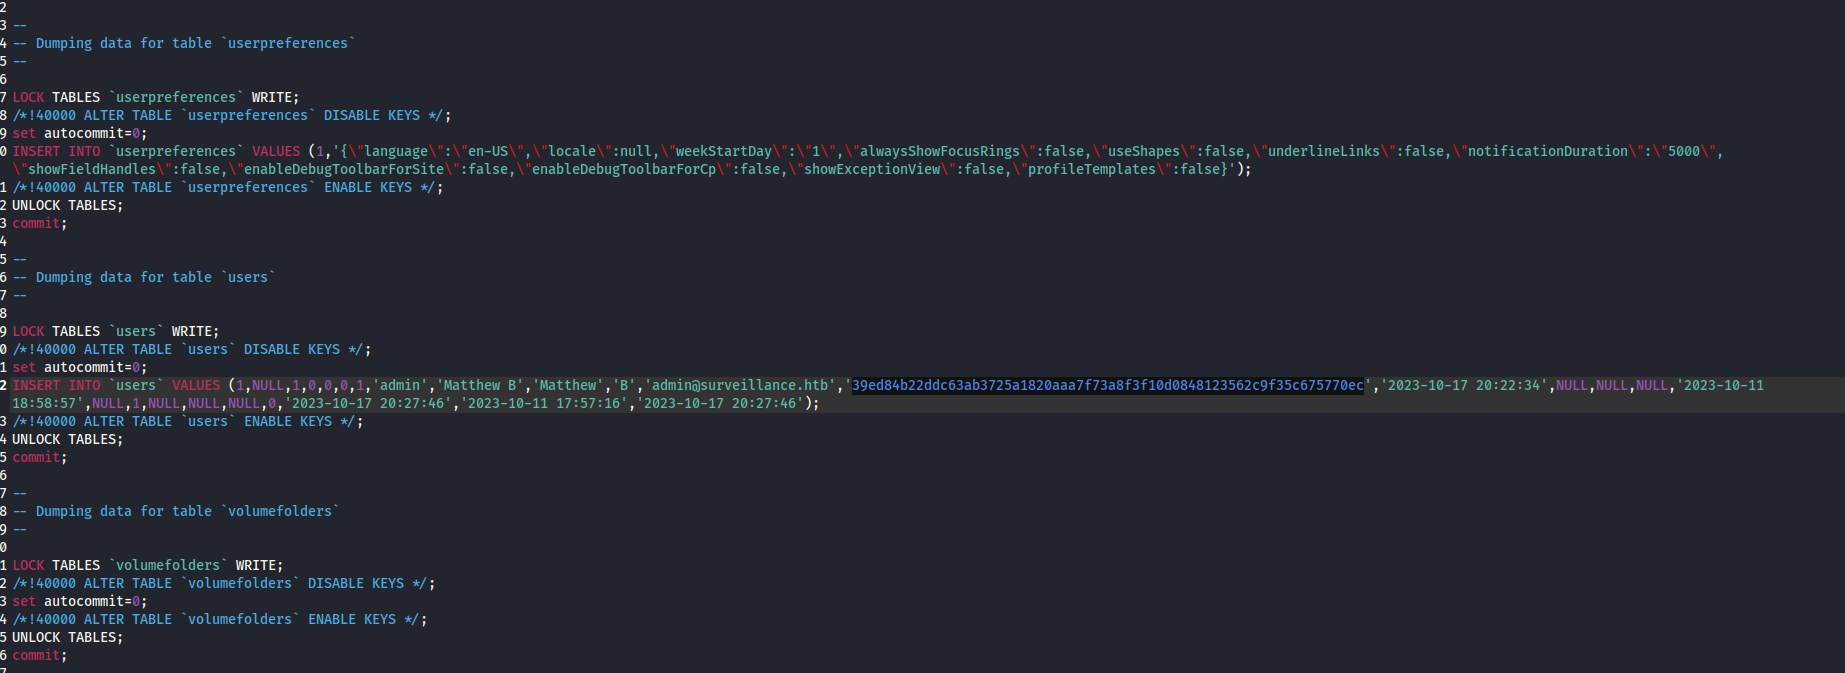 2
3 --
4 -- Dumping data for table `userpreferences`
5 --
6
7 LOCK TABLES `userpreferences` WRITE;
8 /*!40000 ALTER TABLE `userpreferences` DISABLE KEYS */;
9 set autocommit=0;
0 INSERT INTO `userpreferences` VALUES (1,'{\"language\":\"en-US\",\"locale\":null,\"weekStartDay\":\"1\",\"alwaysShowFocusRings\":false,\"useShapes\":false,\"underlineLinks\":false,\"notificationDuration\":\"5000\",
\"showFieldHandles\":false,\"enableDebugToolbarForSite\":false,\"enableDebugToolbarForCp\":false,\"showExceptionView\":false,\"profileTemplates\":false}');
1 /*!40000 ALTER TABLE `userpreferences` ENABLE KEYS */;
2 UNLOCK TABLES;
3 commit;
4
5 --
6 -- Dumping data for table `users`
7 --
8
9 LOCK TABLES `users` WRITE;
0 /*!40000 ALTER TABLE `users` DISABLE KEYS */;
1 set autocommit=0;
2 INSERT INTO `users` VALUES (1,NULL,1,0,0,0,1,'admin','Matthew B','Matthew','B','admin@surveillance.htb','39ed84b22ddc63ab3725a1820aaa7f73a8f3f10d0848123562c9f35c675770ec','2023-10-17 20:22:34',NULL,NULL,NULL,'2023-10-11
18:58:57',NULL,1,NULL,NULL,NULL,0,'2023-10-17 20:27:46','2023-10-11 17:57:16','2023-10-17 20:27:46');
3 /*!40000 ALTER TABLE `users` ENABLE KEYS */;
4 UNLOCK TABLES;
5 commit;
6
7 --
8 -- Dumping data for table `volumefolders`
9 --
0
1 LOCK TABLES `volumefolders` WRITE;
2 /*!40000 ALTER TABLE `volumefolders` DISABLE KEYS */;
3 set autocommit=0;
4 /*!40000 ALTER TABLE `volumefolders` ENABLE KEYS */;
5 UNLOCK TABLES;
6 commit;
7